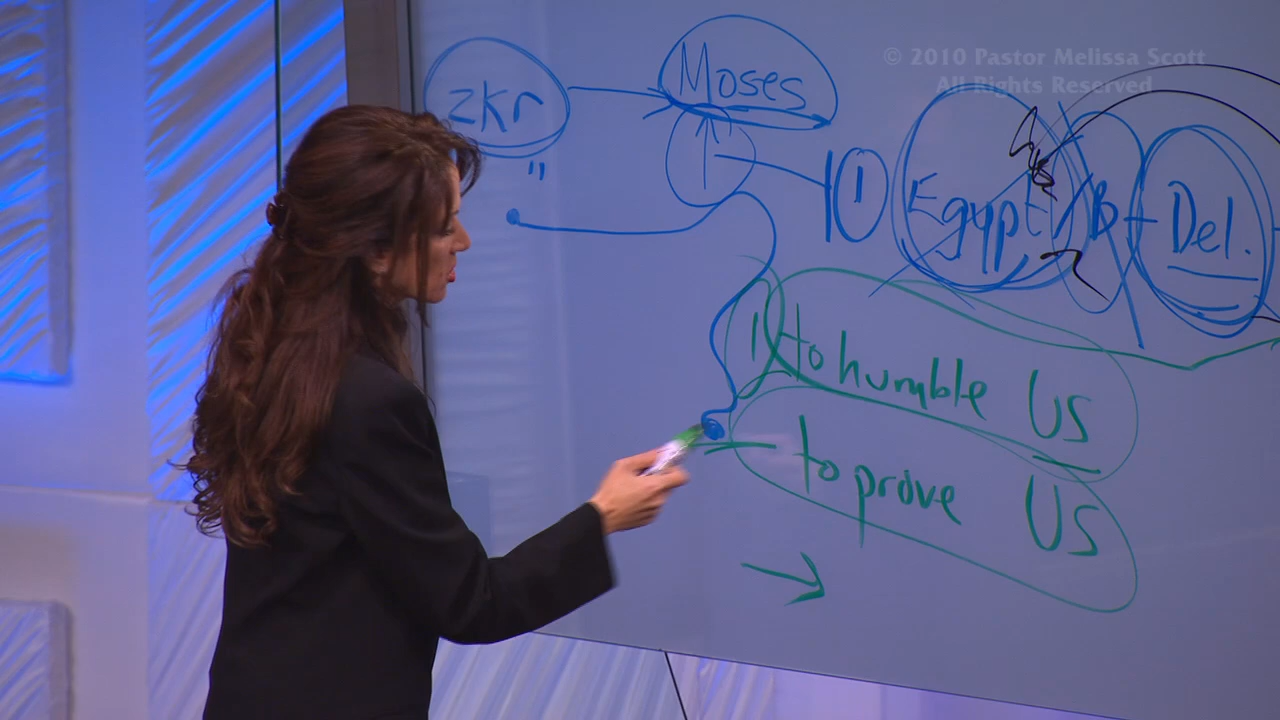 © 2010 Pastor Melissa Scott
All Rights Reserved
zkr
"
Moses
1
Egypt
Del.
1) to humble US
to prove US